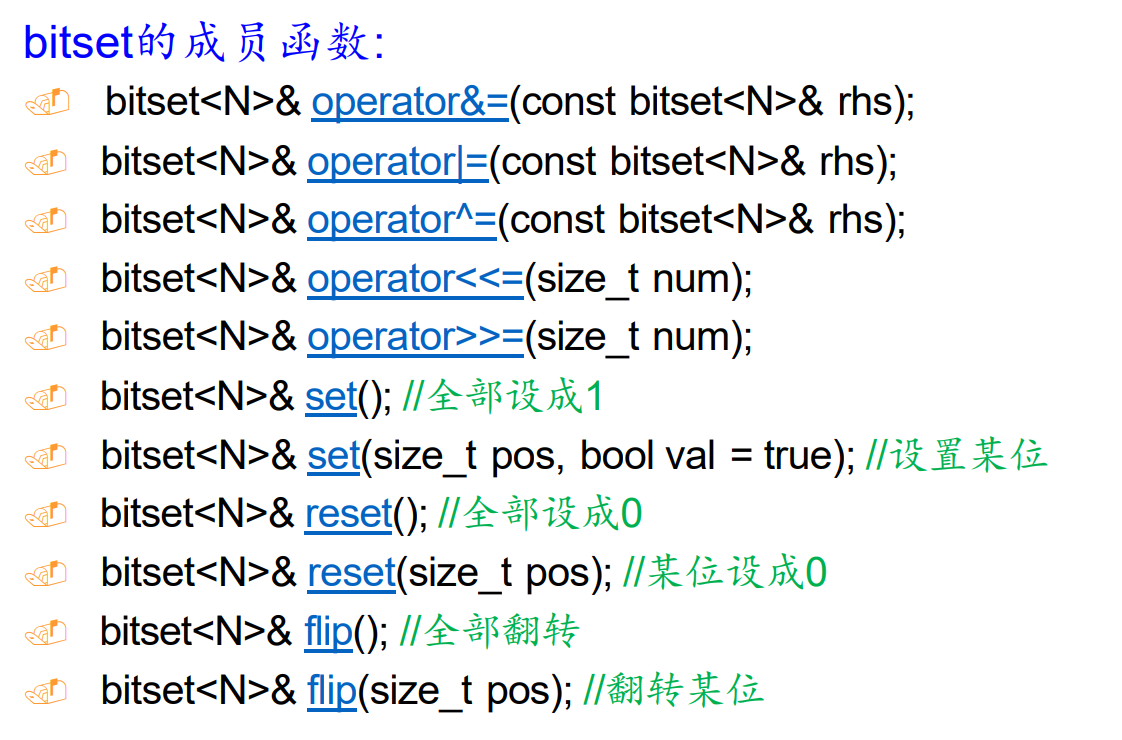 bitset的成员函数:
bitset<N>& operator&=(const bitset<N>& rhs);
bitset<N>& operator|=(const bitset<N>& rhs);
bitset<N>& operator^=(const bitset<N>& rhs);
bitset<N>& operator<<=(size_t num);
bitset<N>& operator>>=(size_t num);
bitset<N>& set(); //全部设成1
bitset<N>& set(size_t pos, bool val = true); //设置某位
bitset<N>& reset(); //全部设成0
bitset<N>& reset(size_t pos); //某位设成0
bitset<N>& flip(); //全部翻转
bitset<N>& flip(size_t pos); //翻转某位